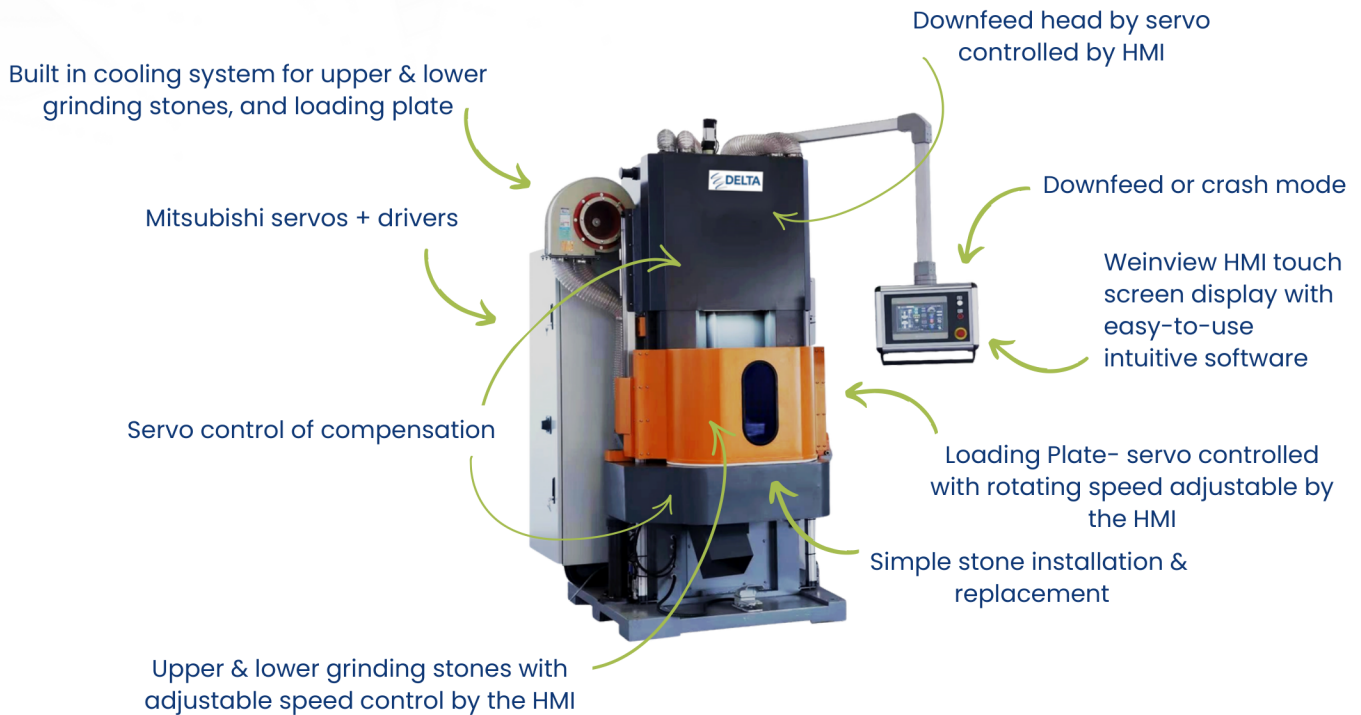 Downfeed head by servo
controlled by HMI
Built in cooling system for upper & lower
grinding stones, and loading plate
DELTA
Downfeed or crash mode
Mitsubishi servos + drivers
Weinview HMI touch
screen display with
easy-to-use
intuitive software
Servo control of compensation
Loading Plate- servo controlled
with rotating speed adjustable by
the HMI
Simple stone installation &
replacement
Upper & lower grinding stones with
adjustable speed control by the HMI